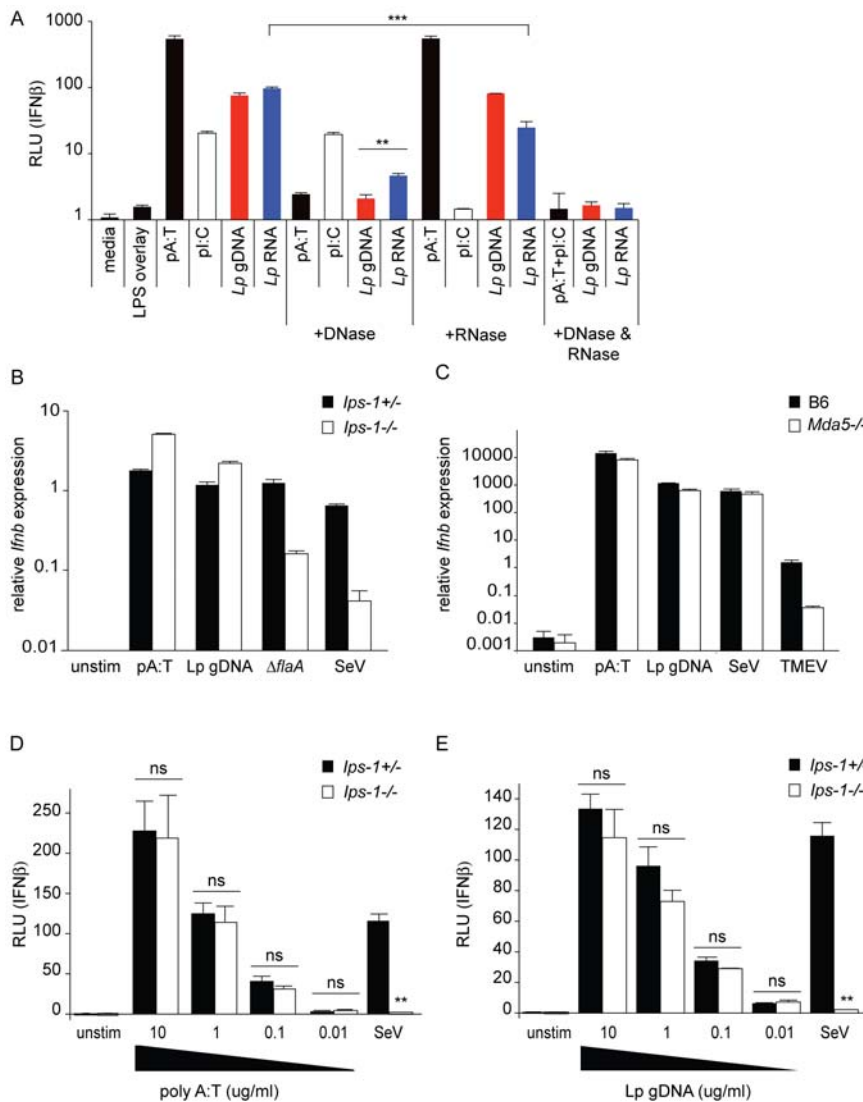 A
RLU (IFNβ)
1000
100
10
1
***
**
media
LPS overlay
pA:T
pI:C
Lp gDNA
Lp RNA
pA:T
pI:C
Lp gDNA
Lp RNA
pA:T
pI:C
Lp gDNA
Lp RNA
pA:T+pI:C
Lp gDNA
Lp RNA
+DNase
+RNase
+DNase &
RNase
B
Ips-1+/-
Ips-1-/-
relative Ifnb expression
10
1
0.1
0.01
unstim pA:T Lp gDNA ΔflaA SeV
C
B6
Mda5-/-
relative Ifnb expression
10000
1000
100
10
1
0.1
0.01
0.001
unstim pA:T Lp gDNA SeV TMEV
D
Ips-1+/-
Ips-1-/-
RLU (IFNβ)
250
200
150
100
50
0
ns
ns
ns
ns
**
unstim 10 1 0.1 0.01 SeV
poly A:T (ug/ml)
E
Ips-1+/-
Ips-1-/-
RLU (IFNβ)
140
120
100
80
60
40
20
0
ns
ns
ns
ns
**
unstim 10 1 0.1 0.01 SeV
Lp gDNA (ug/ml)